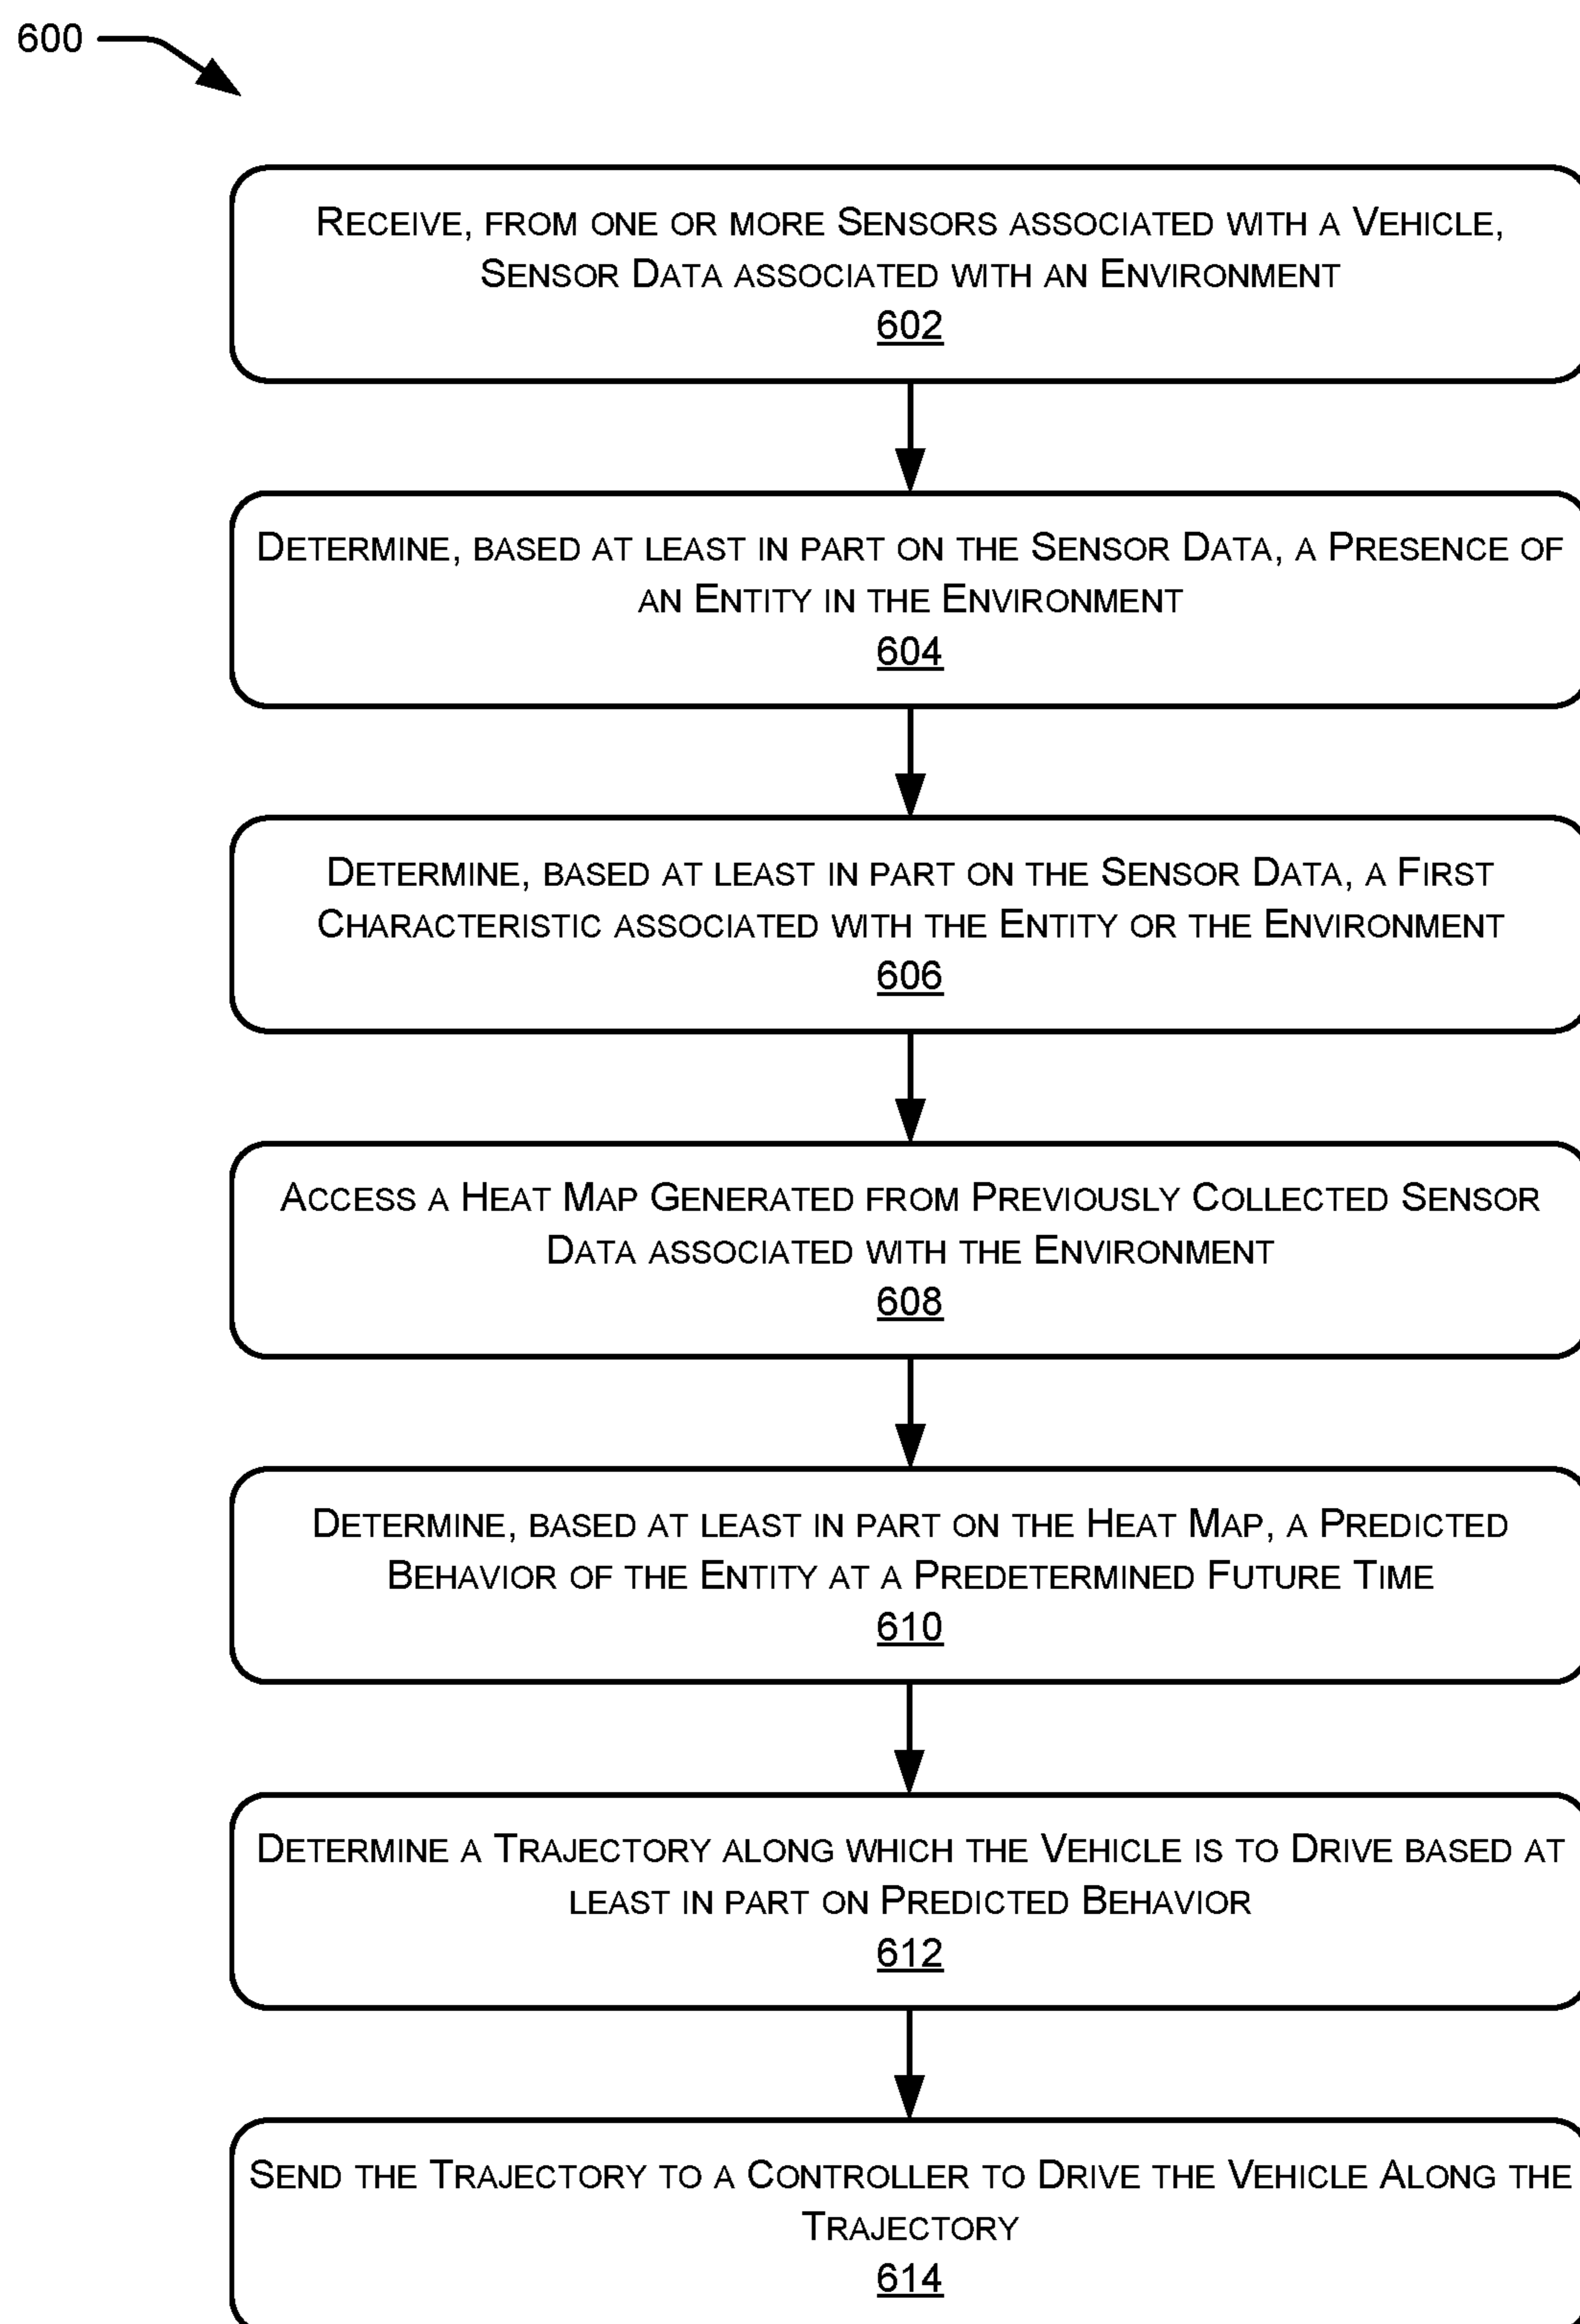 600
RECEIVE, FROM ONE OR MORE SENSORS ASSOCIATED WITH A VEHICLE,
SENSOR DATA ASSOCIATED WITH AN ENVIRONMENT
602
DETERMINE, BASED AT LEAST IN PART ON THE SENSOR DATA, A PRESENCE OF
AN ENTITY IN THE ENVIRONMENT
604
DETERMINE, BASED AT LEAST IN PART ON THE SENSOR DATA, A FIRST
CHARACTERISTIC ASSOCIATED WITH THE ENTITY OR THE ENVIRONMENT
606
ACCESS A HEAT MAP GENERATED FROM PREVIOUSLY COLLECTED SENSOR
DATA ASSOCIATED WITH THE ENVIRONMENT
608
DETERMINE, BASED AT LEAST IN PART ON THE HEAT MAP, A PREDICTED
BEHAVIOR OF THE ENTITY AT A PREDETERMINED FUTURE TIME
610
DETERMINE A TRAJECTORY ALONG WHICH THE VEHICLE IS TO DRIVE BASED AT
LEAST IN PART ON PREDICTED BEHAVIOR
612
SEND THE TRAJECTORY TO A CONTROLLER TO DRIVE THE VEHICLE ALONG THE
TRAJECTORY
614